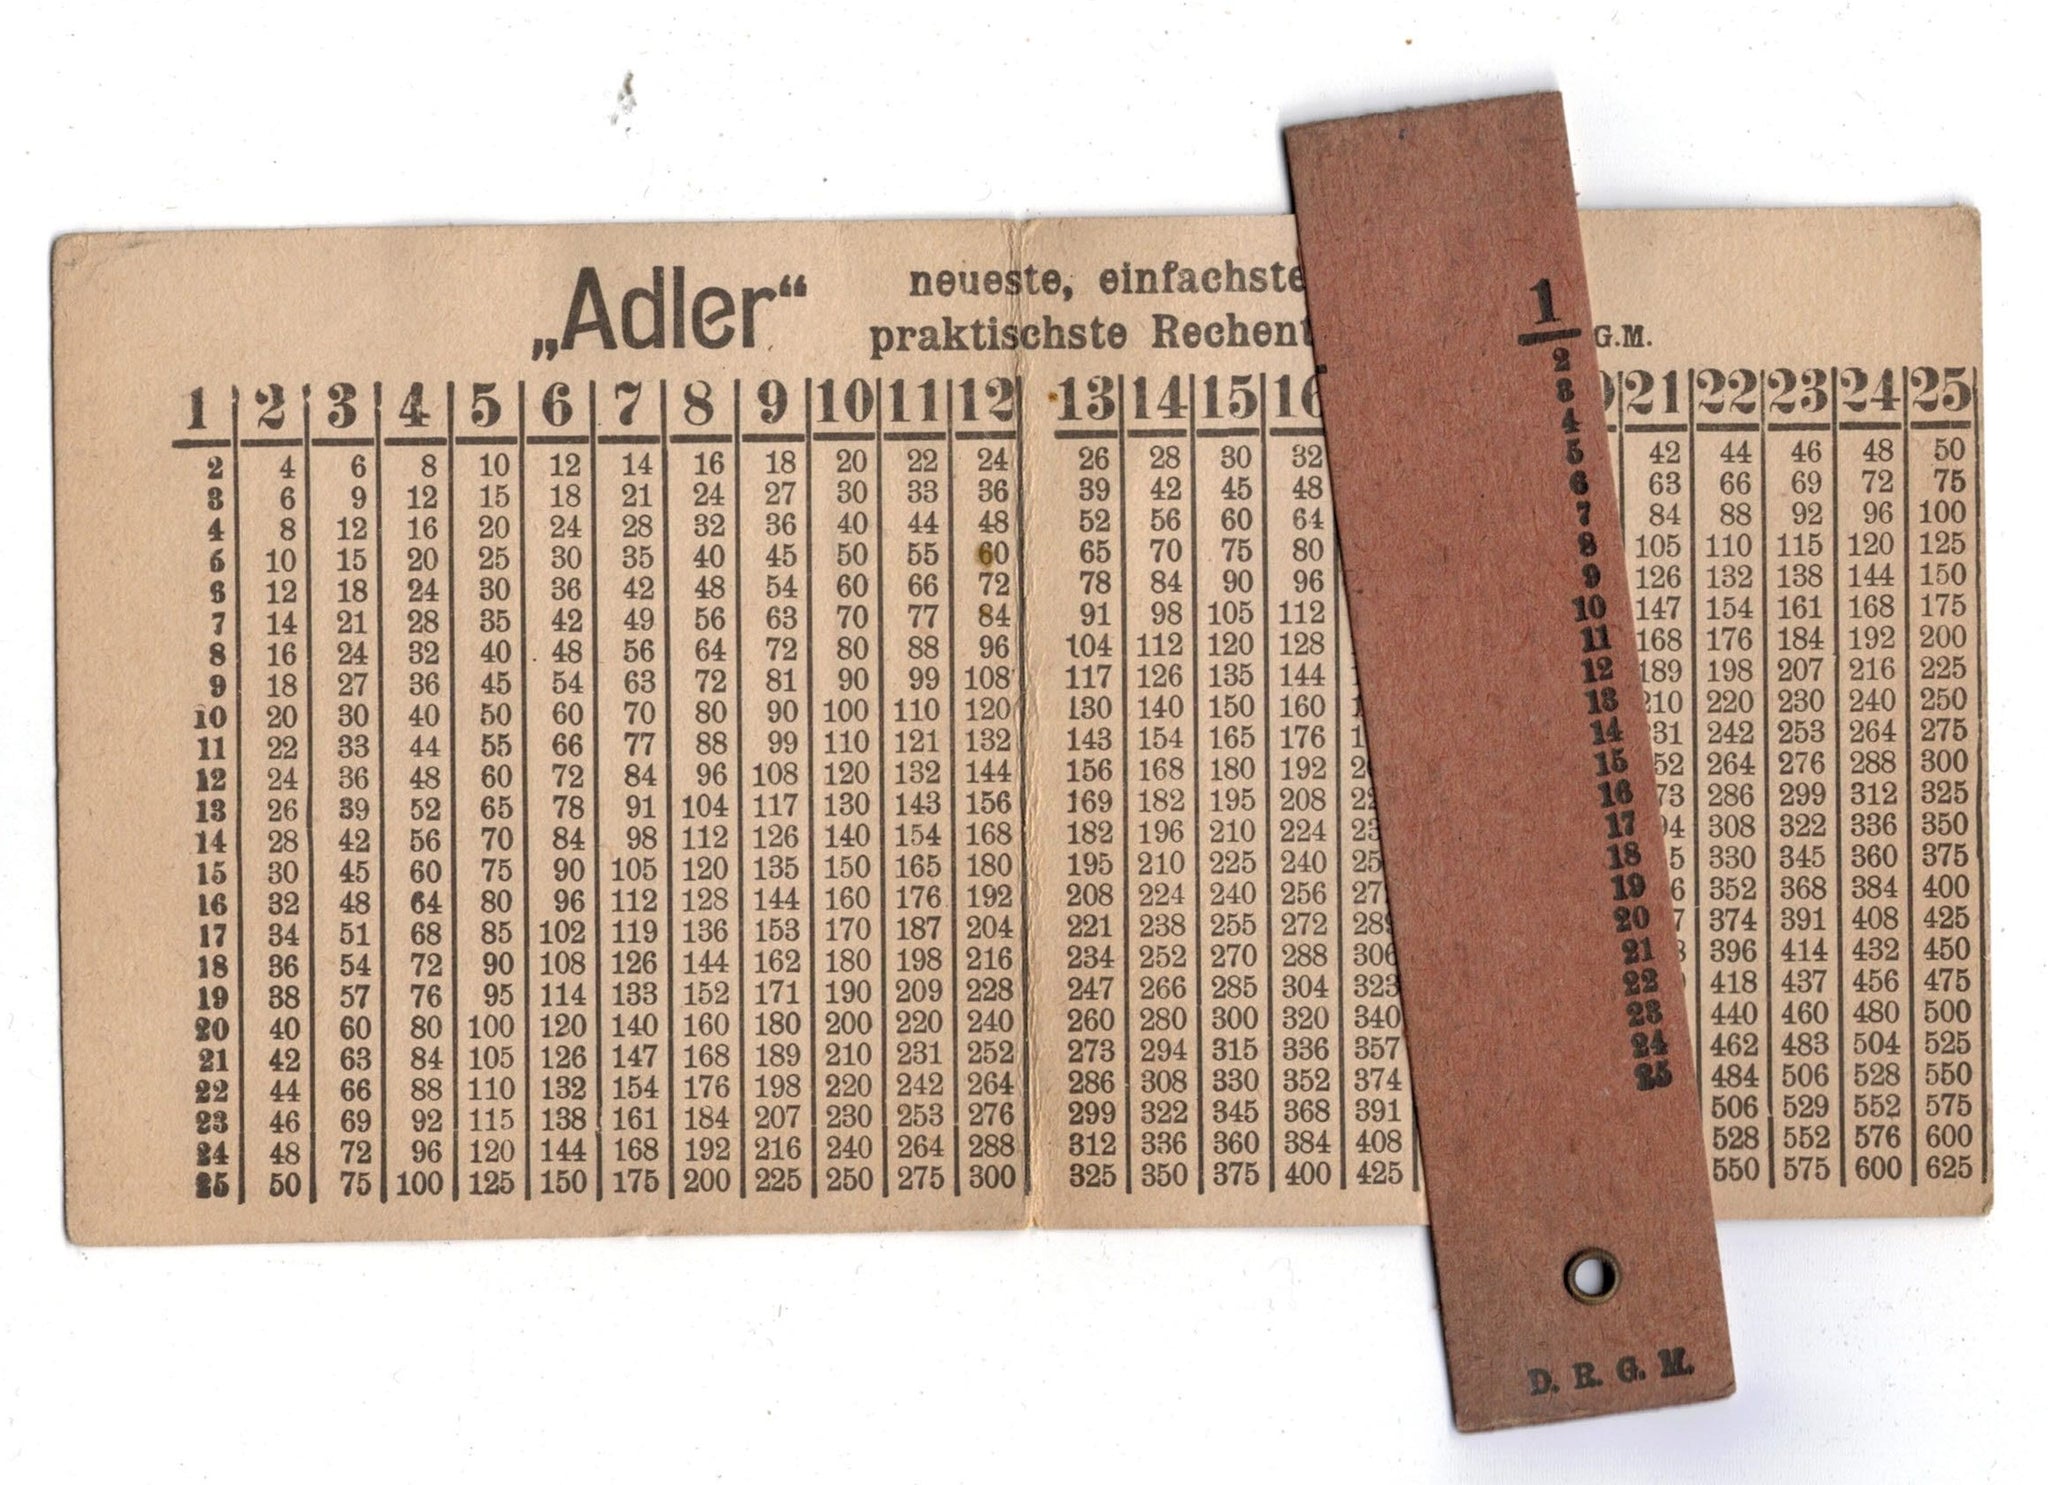 „Adler“
neueste, einfachste
praktischste G.M.
1 2 3 4 5 6 7 8 9 10 11 12 13 14 15 16 21 22 23 24 25
2 4 6 8 10 12 14 16 18 20 22 24 26 28 30 32 42 44 46 48 50
3 6 9 12 15 18 21 24 27 30 33 36 39 42 45 48 63 66 69 72 75
4 8 12 16 20 24 28 32 36 40 44 48 52 56 60 64 84 88 92 96 100
5 10 15 20 25 30 35 40 45 50 55 60 65 70 75 80 105 110 115 120 125
6 12 18 24 30 36 42 48 54 60 66 72 78 84 90 96 126 132 138 144 150
7 14 21 28 35 42 49 56 63 70 77 84 91 98 105 112 147 154 161 168 175
8 16 24 32 40 48 56 64 72 80 88 96 104 112 120 128 168 176 184 192 200
9 18 27 36 45 54 63 72 81 90 99 108 117 126 135 144 189 198 207 216 225
10 20 30 40 50 60 70 80 90 100 110 120 130 140 150 160 210 220 230 240 250
11 22 33 44 55 66 77 88 99 110 121 132 143 154 165 176 242 253 264 275
12 24 36 48 60 72 84 96 108 120 132 144 156 168 180 192 264 276 288 300
13 26 39 52 65 78 91 104 117 130 143 156 169 182 195 208 286 299 312 325
14 28 42 56 70 84 98 112 126 140 154 168 182 196 210 224 308 322 336 350
15 30 45 60 75 90 105 120 135 150 165 180 195 210 225 240 330 345 360 375
16 32 48 64 80 96 112 128 144 160 176 192 208 224 240 256 352 368 384 400
17 34 51 68 85 102 119 136 153 170 187 204 221 238 255 272 289 374 391 408 425
18 36 54 72 90 108 126 144 162 180 198 216 234 252 270 288 306 396 414 432 450
19 38 57 76 95 114 133 152 171 190 209 228 247 266 285 304 323 418 437 456 475
20 40 60 80 100 120 140 160 180 200 220 240 260 280 300 320 340 440 460 480 500
21 42 63 84 105 126 147 168 189 210 231 252 273 294 315 336 357 462 483 504 525
22 44 66 88 110 132 154 176 198 220 242 264 286 308 330 352 374 484 506 528 550
23 46 69 92 115 138 161 184 207 230 253 276 299 322 345 368 391 506 529 552 575
24 48 72 96 120 144 168 192 216 240 264 288 312 336 360 384 408 528 552 576 600
25 50 75 100 125 150 175 200 225 250 275 300 325 350 375 400 425 550 575 600 625
1
2
3
4
5
6
7
8
9
10
11
12
13
14
15
16
17
18
19
20
21
22
23
24
25
D. R. G. M.